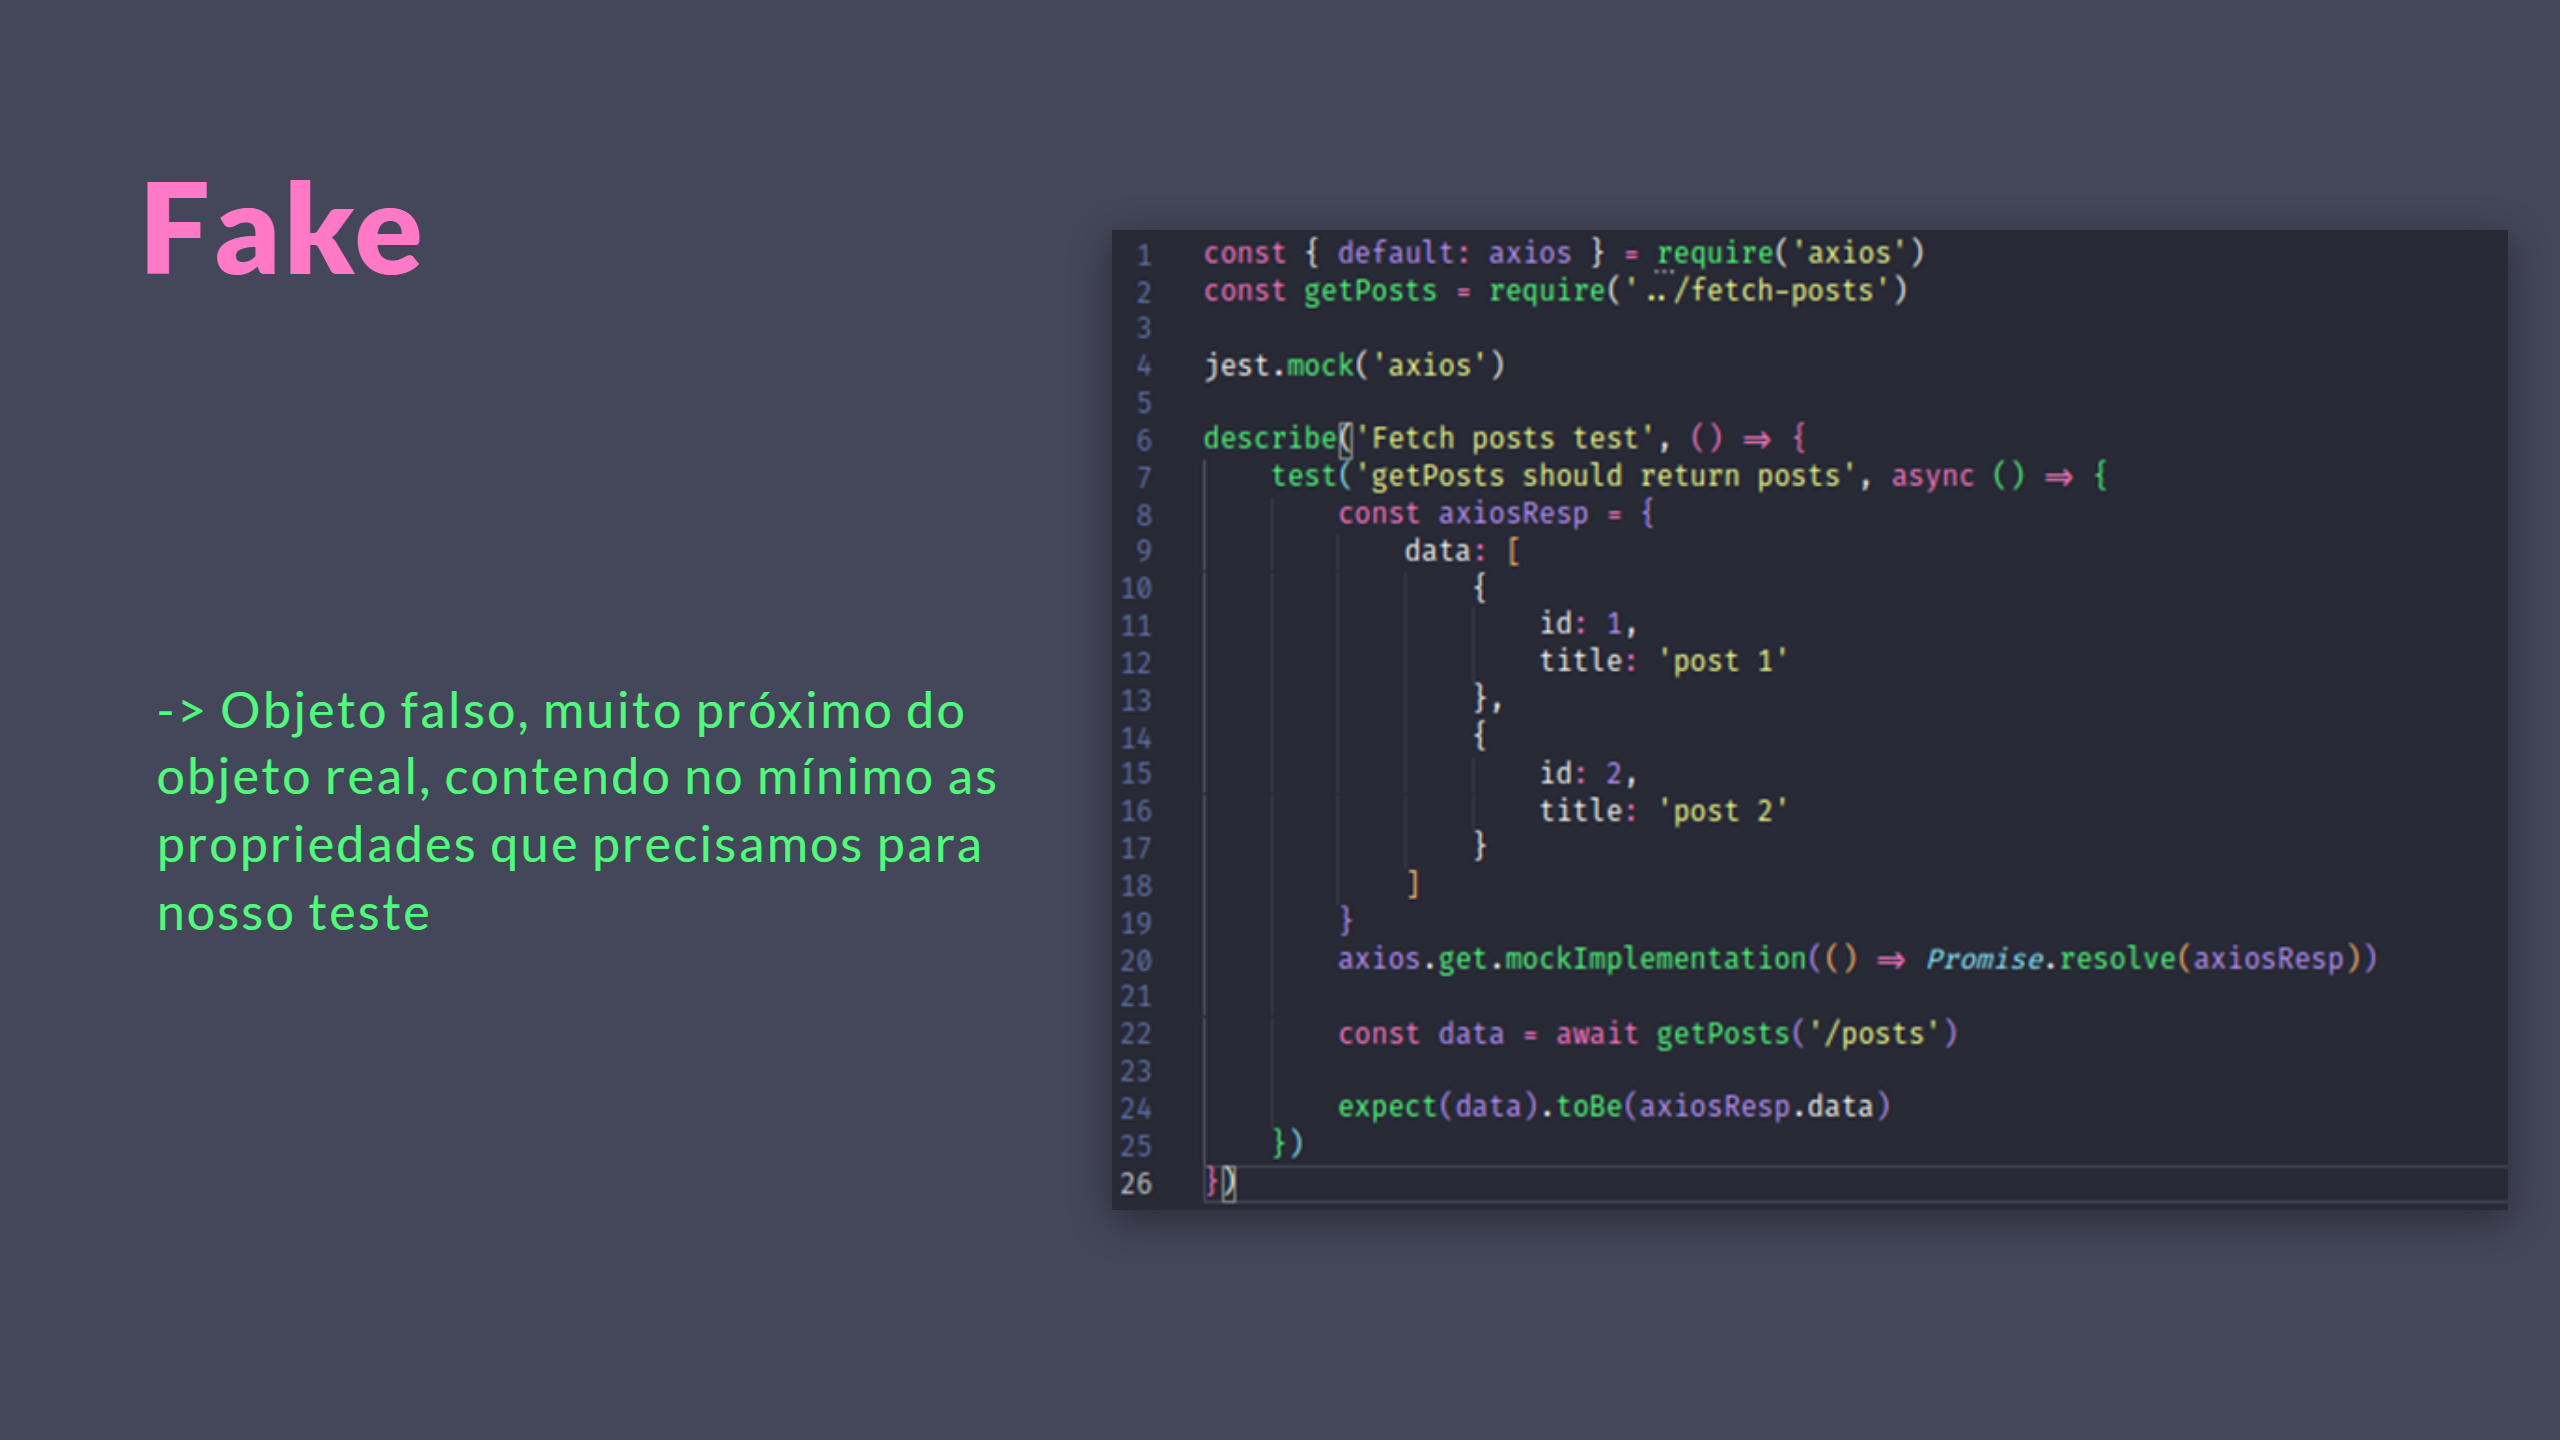 Fake
-> Objeto falso, muito próximo do
objeto real, contendo no mínimo as
propriedades que precisamos para
nosso teste
1 const { default: axios } = require('axios')
2 const getPosts = require('../fetch-posts')
3
4 jest.mock('axios')
5
6 describe('Fetch posts test', () => {
7 test('getPosts should return posts', async () => {
8 const axiosResp = {
9 data: [
10 {
11 id: 1,
12 title: 'post 1'
13 },
14 {
15 id: 2,
16 title: 'post 2'
17 }
18 ]
19 }
20 axios.get.mockImplementation(() => Promise.resolve(axiosResp))
21
22 const data = await getPosts('/posts')
23
24 expect(data).toBe(axiosResp.data)
25 })
26 })